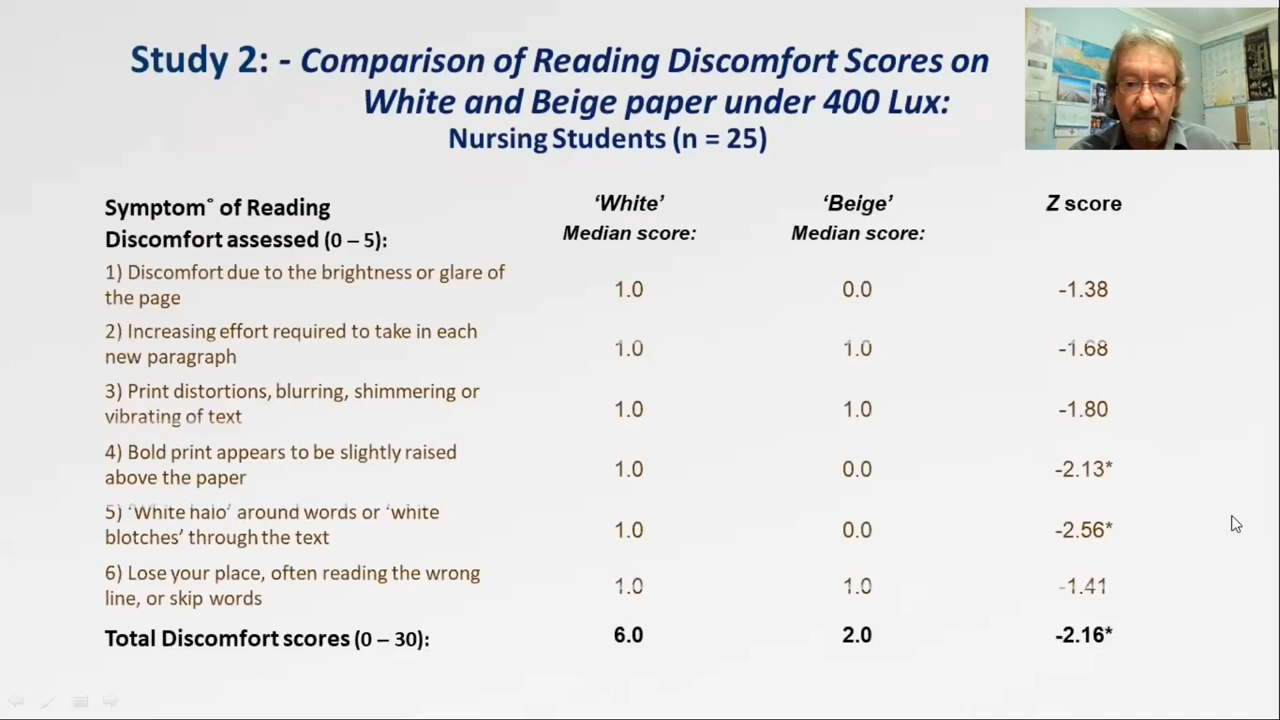 Study 2: - Comparison of Reading Discomfort Scores on
White and Beige paper under 400 Lux:
Nursing Students (n = 25)
Symptom° of Reading
Discomfort assessed (0 – 5):
‘White’
Median score:
‘Beige’
Median score:
Z score
1) Discomfort due to the brightness or glare of
the page
1.0 0.0 -1.38
2) Increasing effort required to take in each
new paragraph
1.0 1.0 -1.68
3) Print distortions, blurring, shimmering or
vibrating of text
1.0 1.0 -1.80
4) Bold print appears to be slightly raised
above the paper
1.0 0.0 -2.13*
5) ‘White halo’ around words or ‘white
blotches’ through the text
1.0 0.0 -2.56*
6) Lose your place, often reading the wrong
line, or skip words
1.0 1.0 -1.41
Total Discomfort scores (0 – 30): 6.0 2.0 -2.16*